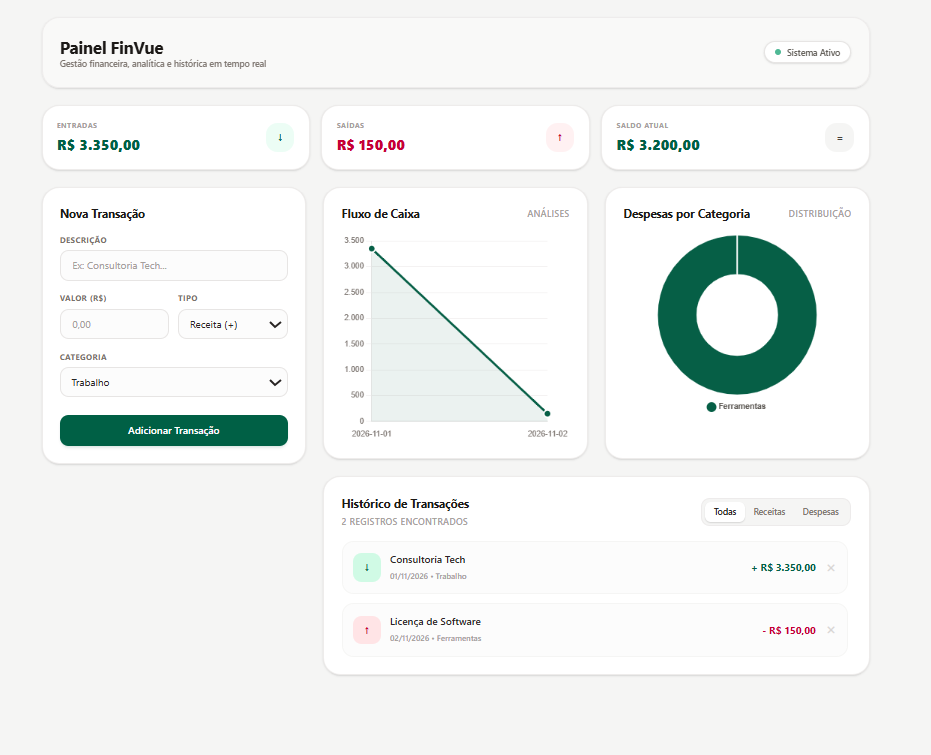 Painel FinVue
Gestão financeira, analítica e histórica em tempo real
Sistema Ativo
ENTRADAS
R$ 3.350,00
↓
SAÍDAS
R$ 150,00
↑
SALDO ATUAL
R$ 3.200,00
=
Nova Transação
DESCRIÇÃO
Ex: Consultoria Tech...
VALOR (R$)
TIPO
0,00
Receita (+)
CATEGORIA
Trabalho
Adicionar Transação
Fluxo de Caixa
ANÁLISES
3.500
3.000
2.500
2.000
1.500
1.000
500
0
2026-11-01
2026-11-02
Despesas por Categoria
DISTRIBUIÇÃO
Ferramentas
Histórico de Transações
2 REGISTROS ENCONTRADOS
Todas
Receitas
Despesas
↓
Consultoria Tech
01/11/2026 • Trabalho
+ R$ 3.350,00
×
↑
Licença de Software
02/11/2026 • Ferramentas
- R$ 150,00
×